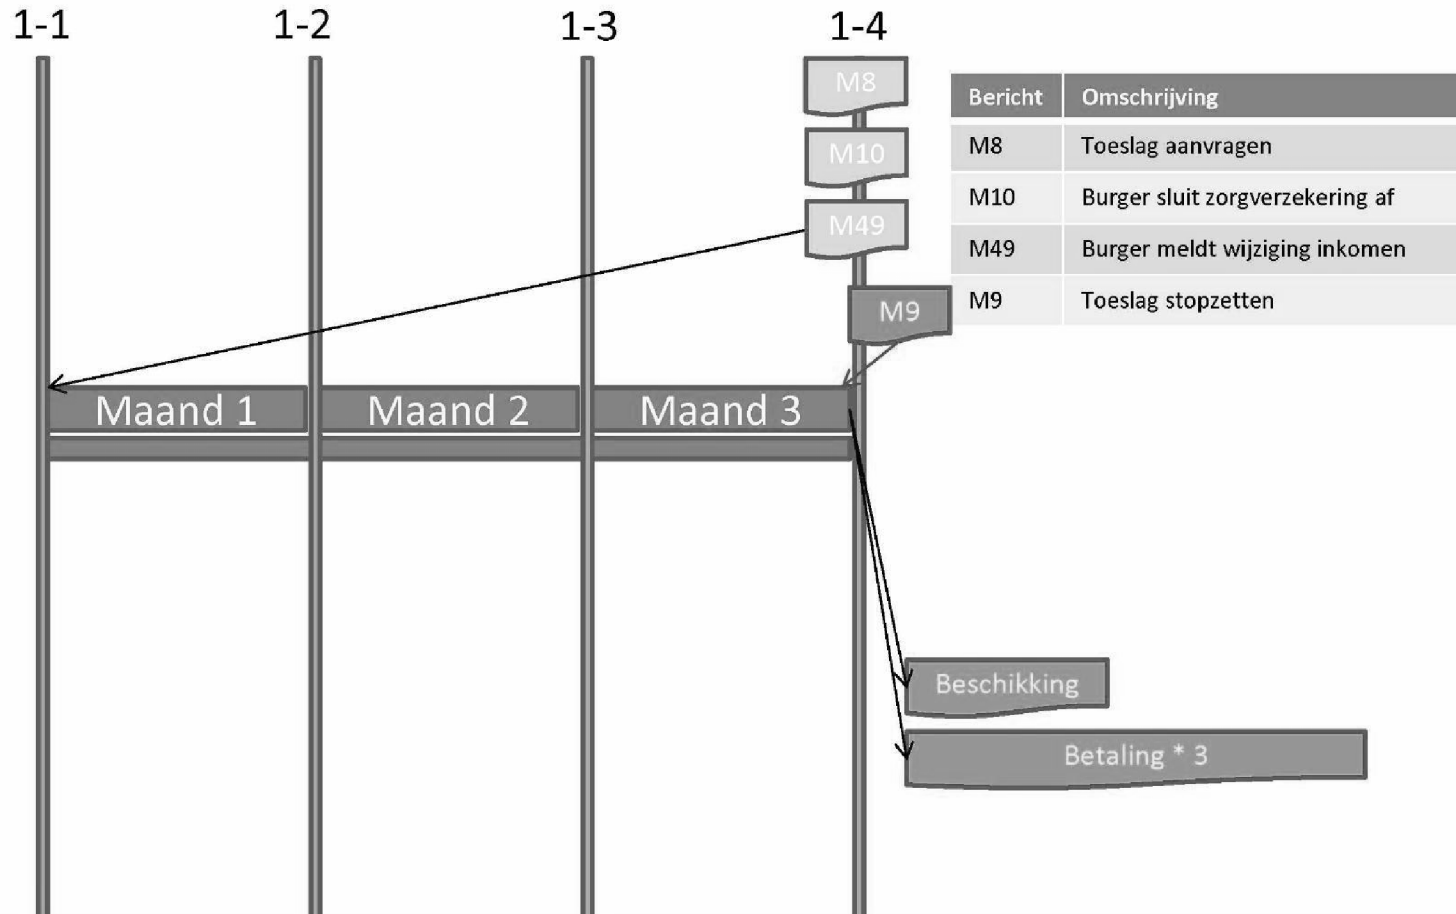 1-1 1-2 1-3 1-4
M8
M10
M49
M9
Bericht Omschrijving
M8 Toeslag aanvragen
M10 Burger sluit zorgverzekering af
M49 Burger meldt wijziging inkomen
M9 Toeslag stopzetten
Maand 1 Maand 2 Maand 3
Beschikking
Betaling * 3